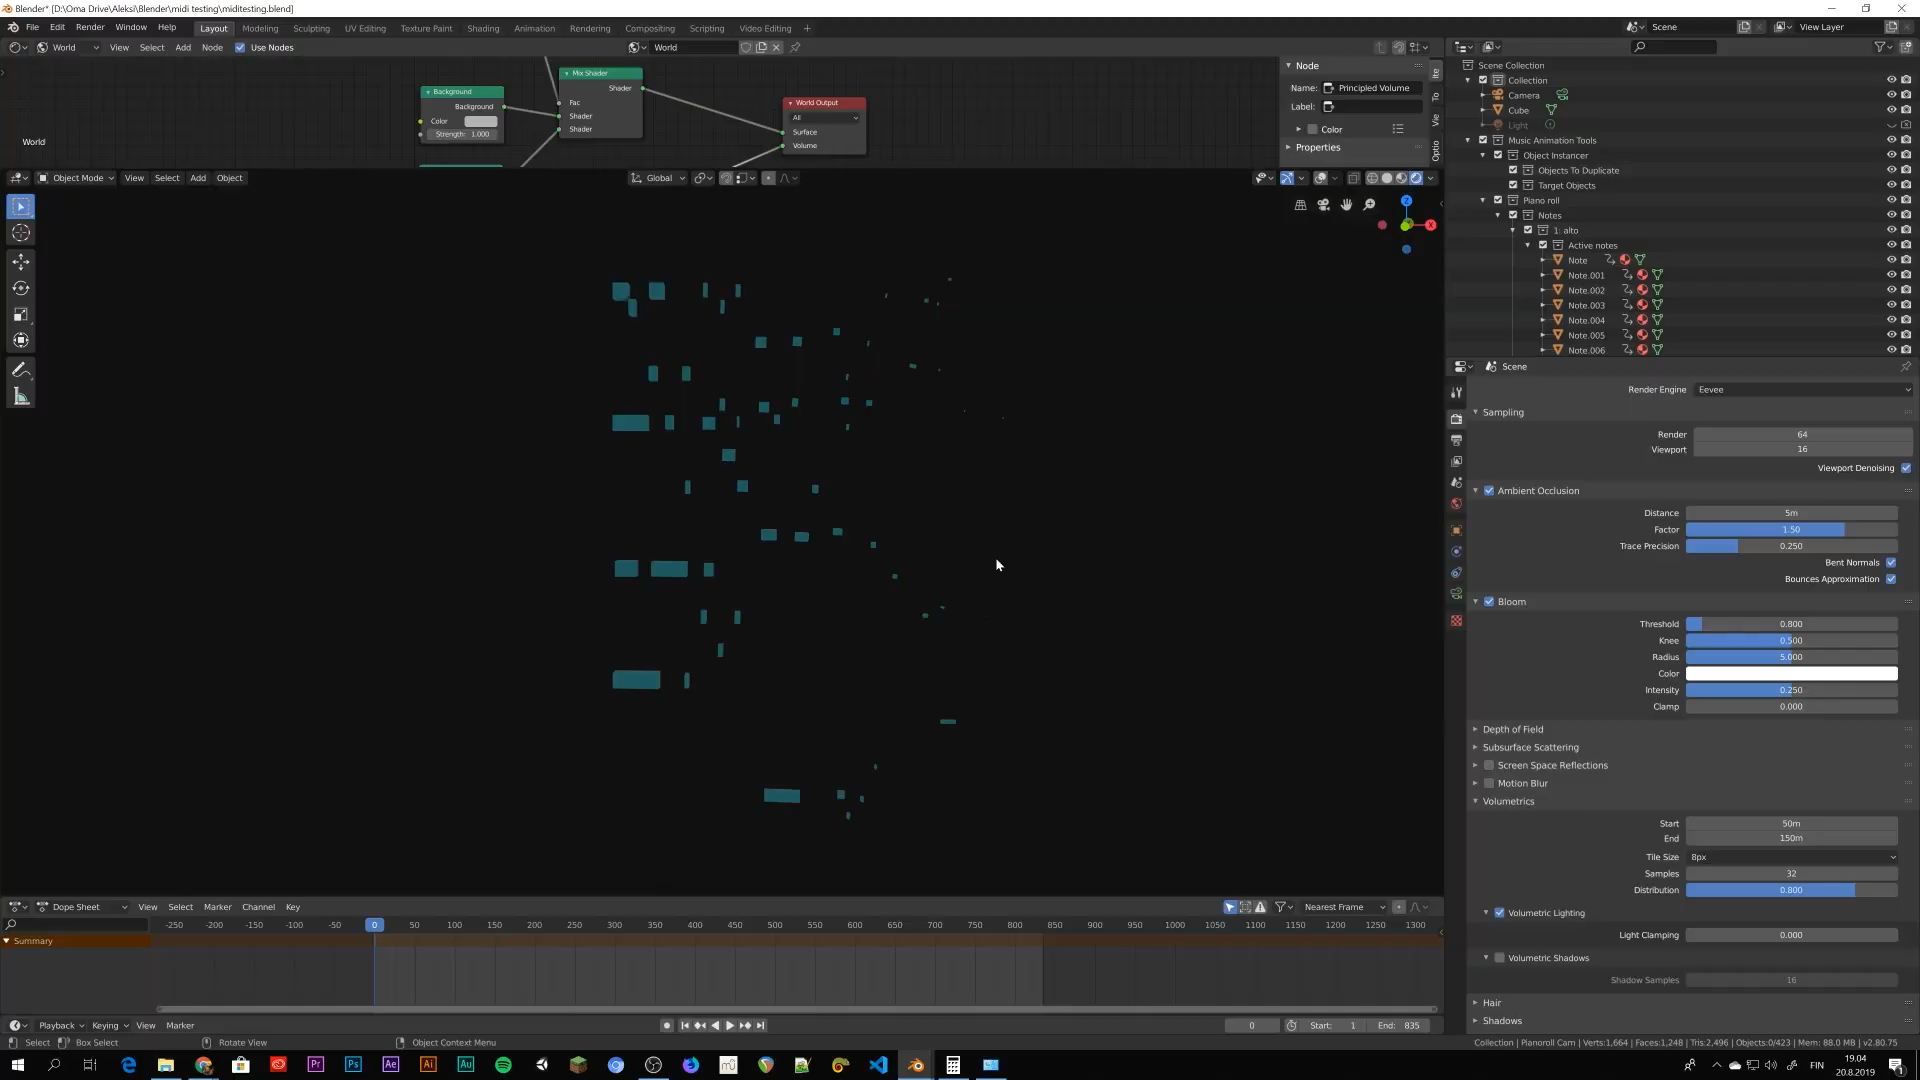 Blender* [D:\Oma Drive\Aleksi\Blender\midi testing\miditesting.blend]
File Edit Render Window Help Layout Modeling Sculpting UV Editing Texture Paint Shading Animation Rendering Compositing Scripting Video Editing + Scene View Layer
World View Select Add Node Use Nodes World
Mix Shader
Shader
Fac
Shader
Shader
Background
Background
Color
Strength: 1.000
World Output
All
Surface
Volume
World
Node
Name: Principled Volume
Label:
Color
Properties
Ite
To
Vie
Optio
Object Mode View Select Add Object Global
Z
X
Scene Collection
Collection
Camera
Cube
Light
Music Animation Tools
Object Instancer
Objects To Duplicate
Target Objects
Piano roll
Notes
1: alto
Active notes
Note
Note.001
Note.002
Note.003
Note.004
Note.005
Note.006
Scene
Render Engine Eevee
Sampling
Render 64
Viewport 16
Viewport Denoising
Ambient Occlusion
Distance 5m
Factor 1.50
Trace Precision 0.250
Bent Normals
Bounces Approximation
Bloom
Threshold 0.800
Knee 0.500
Radius 5.000
Color
Intensity 0.250
Clamp 0.000
Depth of Field
Subsurface Scattering
Screen Space Reflections
Motion Blur
Volumetrics
Start 50m
End 150m
Tile Size 8px
Samples 32
Distribution 0.800
Volumetric Lighting
Light Clamping 0.000
Volumetric Shadows
Shadow Samples 16
Hair
Shadows
Dope Sheet View Select Marker Channel Key Nearest Frame
-250 -200 -150 -100 -50 0 50 100 150 200 250 300 350 400 450 500 550 600 650 700 750 800 850 900 950 1000 1050 1100 1150 1200 1250 1300
Summary
Playback Keying View Marker 0 Start: 1 End: 835
Select Box Select Rotate View Object Context Menu Collection | Pianoroll Cam | Verts:1,664 | Faces:1,248 | Tris:2,496 | Objects:0/423 | Mem: 88.0 MB | v2.80.75
Pr Ps Ae Ai Au FIN 19.04
20.8.2019